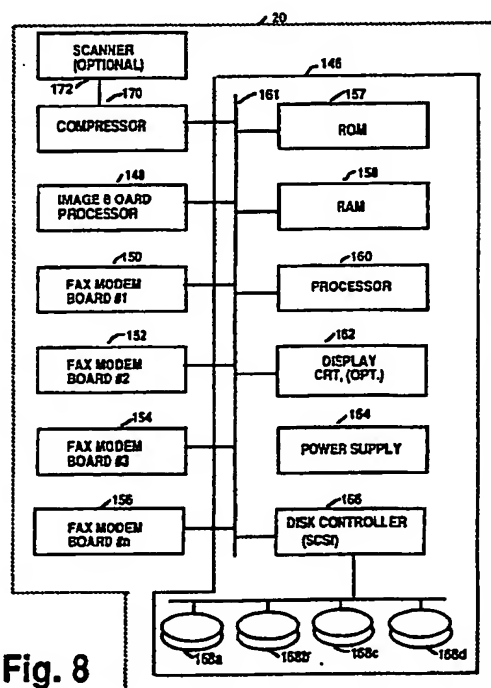 20
SCANNER
(OPTIONAL)
172
170
COMPRESSOR
148
IMAGE B OARD
PROCESSOR
150
FAX MODEM
BOARD #1
152
FAX MODEM
BOARD #2
154
FAX MODEM
BOARD #3
156
FAX MODEM
BOARD #n
146
161
157
ROM
158
RAM
160
PROCESSOR
162
DISPLAY
CRT, (OPT.)
164
POWER SUPPLY
166
DISK CONTROLLER
(SCSI)
168a
168b
168c
168d
Fig. 8